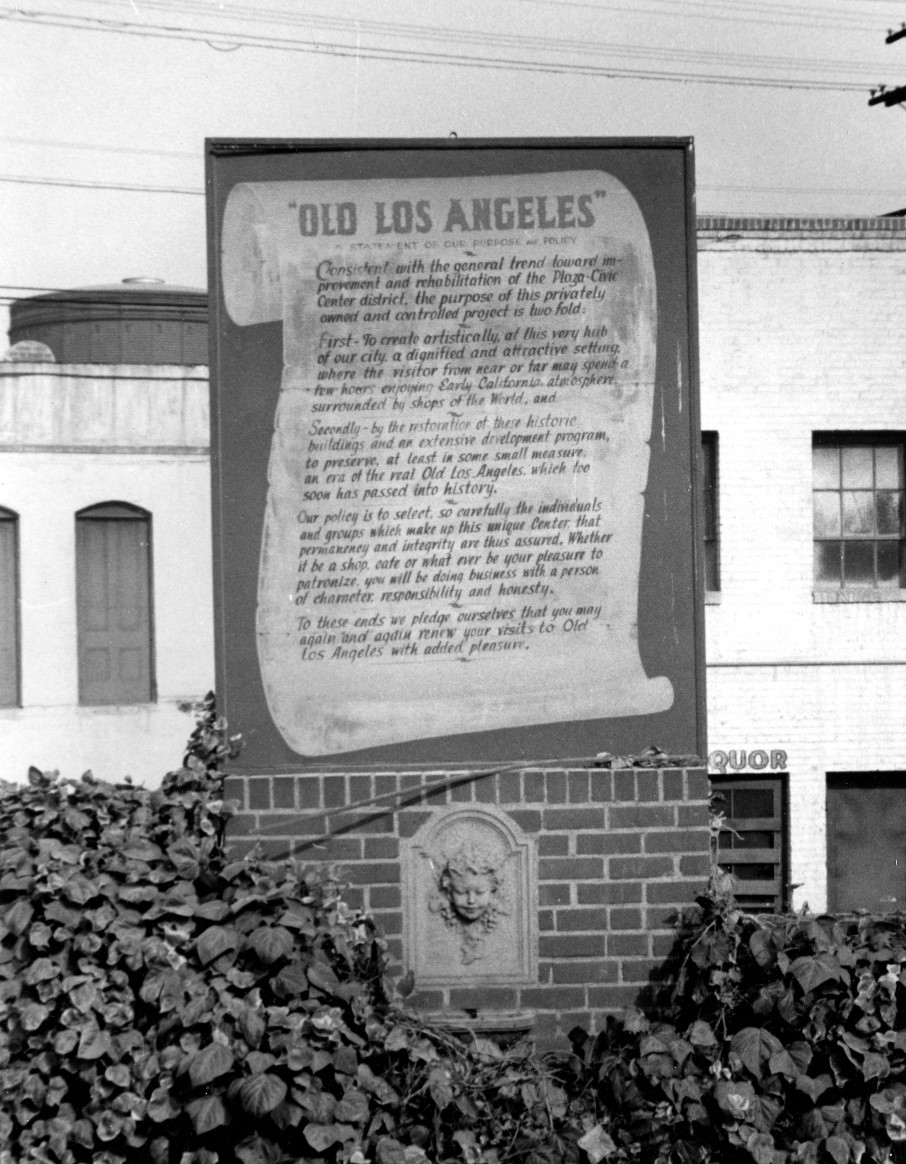 "OLD LOS ANGELES"
A STATEMENT OF OUR PURPOSE AND POLICY
Consistent with the general trend toward im-
provement and rehabilitation of the Plaza-Civic
Center district, the purpose of this privately
owned and controlled project is two fold:
First- To create artistically, at this very hub
of our city, a dignified and attractive setting,
where the visitor from near or far may spend a
few hours enjoying Early California, atmosphere,
surrounded by shops of the World, and
Secondly-by the restoration of these historic
buildings and an extensive development program,
to preserve, at least in some small measure,
an era of the real Old Los Angeles, which too
soon has passed into history.
Our policy is to select, so carefully the individuals
and groups which make up this unique Center, that
permanency and integrity are thus assured, Whether
it be a shop, cafe or what ever be your pleasure to
patronize, you will be doing business with a person
of character, responsibility and honesty.
To these ends we pledge ourselves that you may
again and again renew your visits to Old
Los Angeles with added pleasure.
QUOR